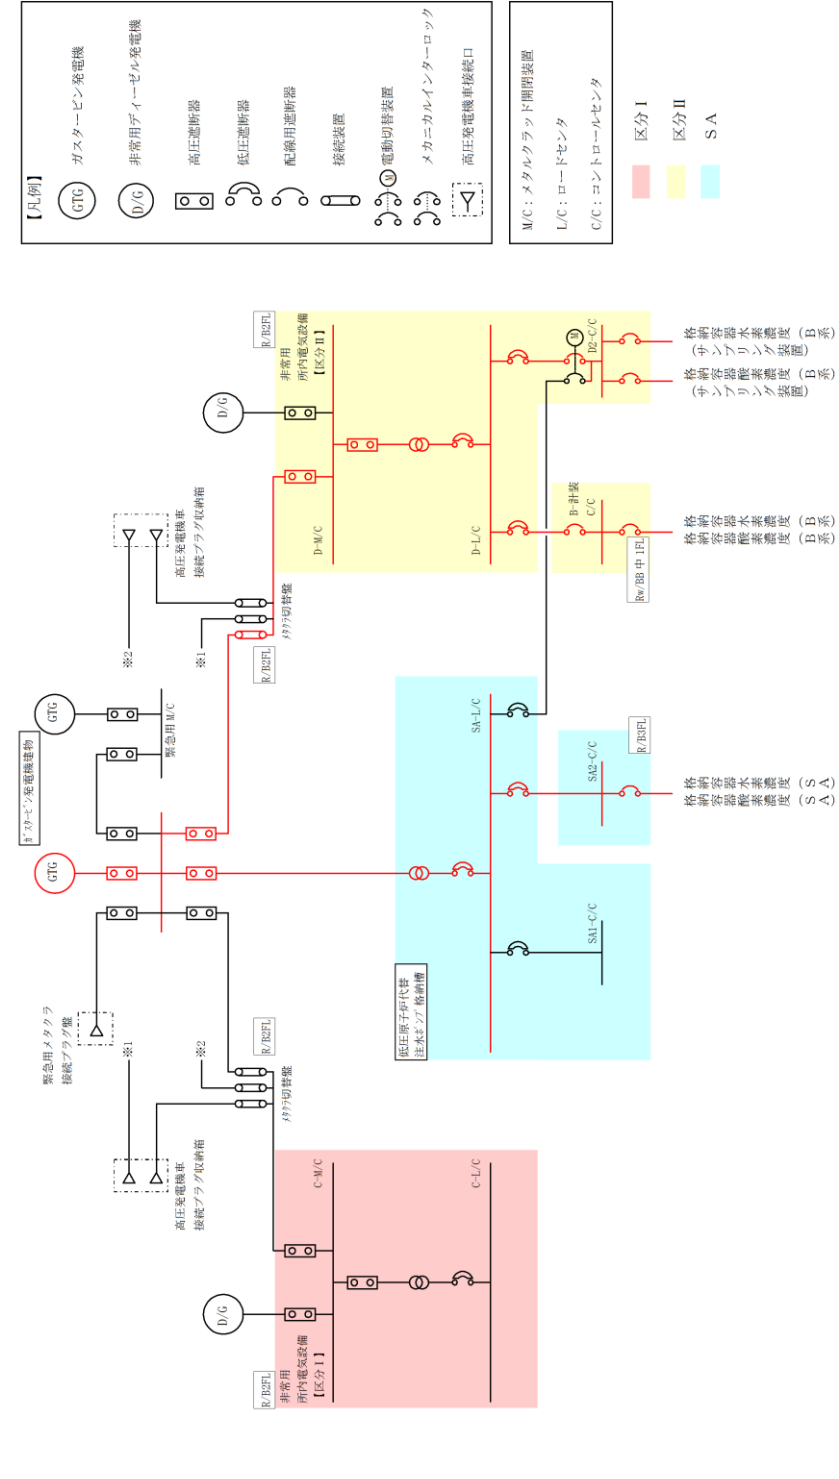 【凡例】
GTG
ガスタービン発電機
D/G
非常用ディーゼル発電機
高圧遮断器
低圧遮断器
配線用遮断器
接続装置
M
電動切替装置
メカニカルインターロック
高圧発電機車接続口
M/C：メタルクラッド開閉装置
L/C：ロードセンタ
C/C：コントロールセンタ
区分Ⅰ
区分Ⅱ
ＳＡ
ｶﾞｽﾀｰﾋﾞﾝ発電機建物
GTG
GTG
緊急用 M/C
緊急用メタクラ
接続プラグ盤
高圧発電機車
接続プラグ収納箱
※1
※2
R/B2FL
ﾒﾀｸﾗ切替盤
高圧発電機車
接続プラグ収納箱
※2
※1
R/B2FL
ﾒﾀｸﾗ切替盤
D/G
R/B2FL
非常用
所内電気設備
【区分Ⅰ】
C-M/C
C-L/C
低圧原子炉代替
注水ﾎﾟﾝﾌﾟ格納槽
SA-L/C
SA1-C/C
SA2-C/C
R/B3FL
格納容器水素濃度（ＳＡ）
格納容器酸素濃度（ＳＡ）
D/G
R/B2FL
非常用
所内電気設備
【区分Ⅱ】
D-M/C
D-L/C
B-計装
C/C
Rw/BB 中 1FL
格納容器水素濃度（Ｂ系）
格納容器酸素濃度（Ｂ系）
M
D2-C/C
格納容器水素濃度（Ｂ系）
（サンプリング装置）
格納容器酸素濃度（Ｂ系）
（サンプリング装置）